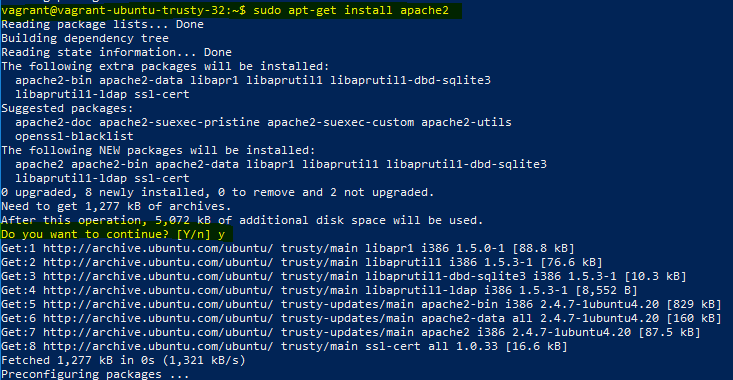 vagrant@vagrant-ubuntu-trusty-32:~$ sudo apt-get install apache2
Reading package lists... Done
Building dependency tree
Reading state information... Done
The following extra packages will be installed:
  apache2-bin apache2-data libapr1 libaprutil1 libaprutil1-dbd-sqlite3
  libaprutil1-ldap ssl-cert
Suggested packages:
  apache2-doc apache2-suexec-pristine apache2-suexec-custom apache2-utils
  openssl-blacklist
The following NEW packages will be installed:
  apache2 apache2-bin apache2-data libapr1 libaprutil1 libaprutil1-dbd-sqlite3
  libaprutil1-ldap ssl-cert
0 upgraded, 8 newly installed, 0 to remove and 2 not upgraded.
Need to get 1,277 kB of archives.
After this operation, 5,072 kB of additional disk space will be used.
Do you want to continue? [Y/n] y
Get:1 http://archive.ubuntu.com/ubuntu/ trusty/main libapr1 i386 1.5.0-1 [88.8 kB]
Get:2 http://archive.ubuntu.com/ubuntu/ trusty/main libaprutil1 i386 1.5.3-1 [76.6 kB]
Get:3 http://archive.ubuntu.com/ubuntu/ trusty/main libaprutil1-dbd-sqlite3 i386 1.5.3-1 [10.3 kB]
Get:4 http://archive.ubuntu.com/ubuntu/ trusty/main libaprutil1-ldap i386 1.5.3-1 [8,552 B]
Get:5 http://archive.ubuntu.com/ubuntu/ trusty-updates/main apache2-bin i386 2.4.7-1ubuntu4.20 [829 kB]
Get:6 http://archive.ubuntu.com/ubuntu/ trusty-updates/main apache2-data all 2.4.7-1ubuntu4.20 [160 kB]
Get:7 http://archive.ubuntu.com/ubuntu/ trusty-updates/main apache2 i386 2.4.7-1ubuntu4.20 [87.5 kB]
Get:8 http://archive.ubuntu.com/ubuntu/ trusty/main ssl-cert all 1.0.33 [16.6 kB]
Fetched 1,277 kB in 0s (1,321 kB/s)
Preconfiguring packages ...